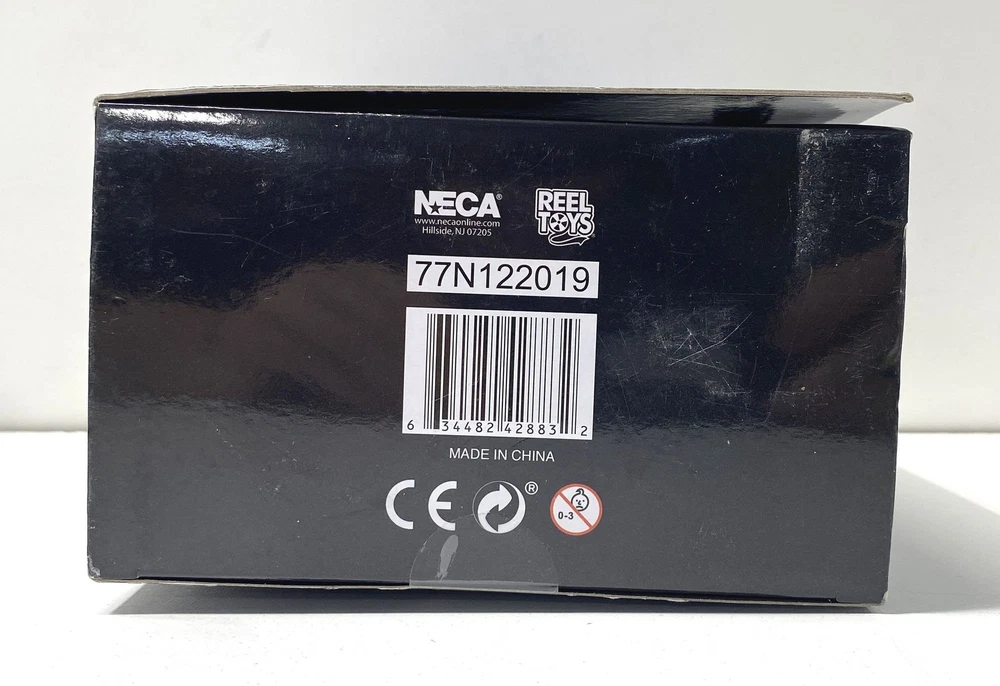 NECA®
www.necaonline.com
Hillside, NJ 07205
REEL
TOYS
77N122019
6 34482 42883 2
MADE IN CHINA
CE ®
0-3